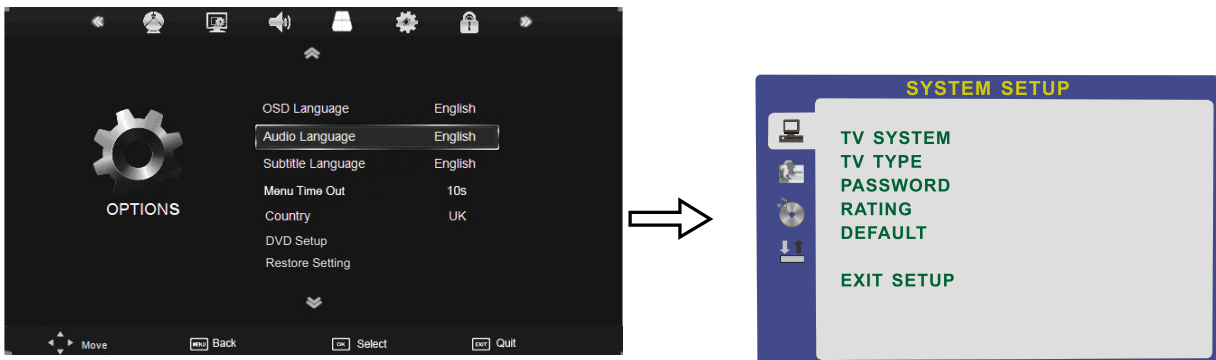 OSD Language English
Audio Language English
Subtitle Language English
Menu Time Out 10s
Country UK
DVD Setup
Restore Setting
OPTIONS
Move MENU Back OK Select EXIT Quit
SYSTEM SETUP
TV SYSTEM
TV TYPE
PASSWORD
RATING
DEFAULT
EXIT SETUP